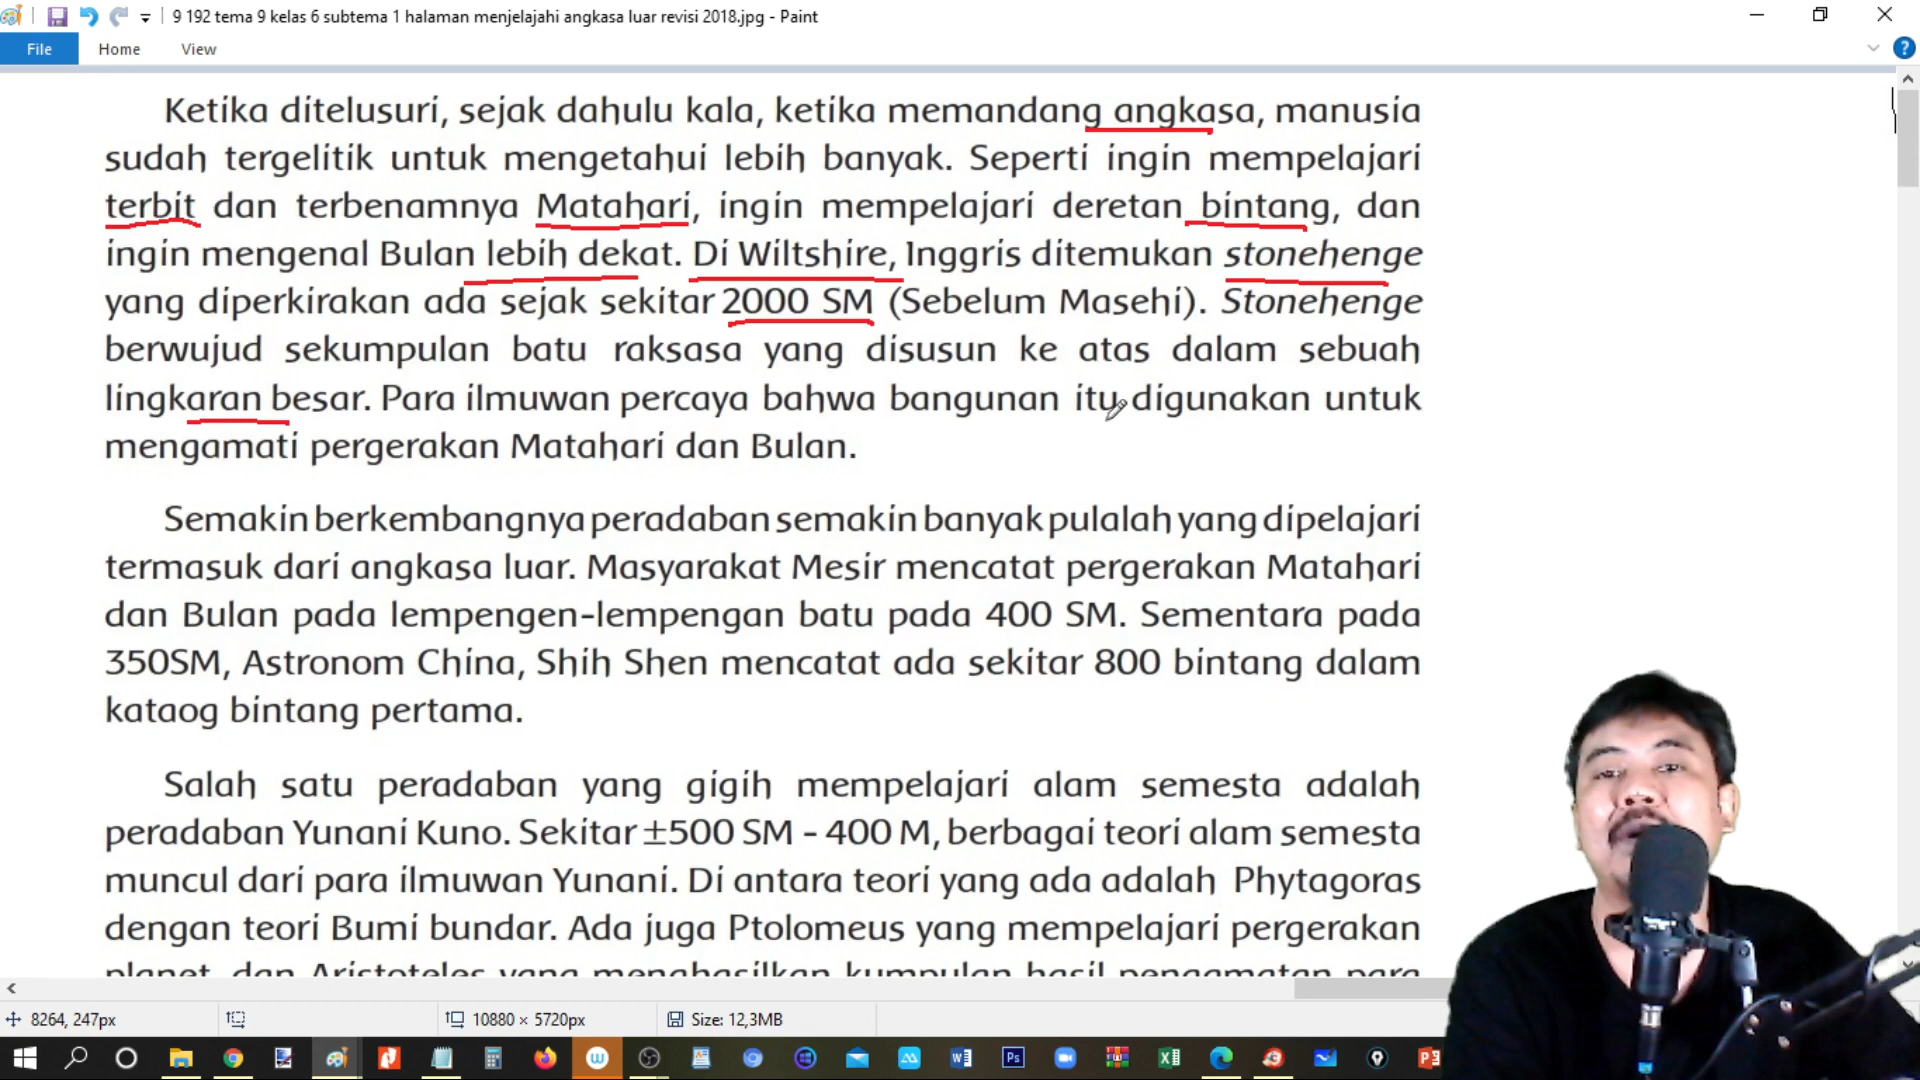 9 192 tema 9 kelas 6 subtema 1 halaman menjelajahi angkasa luar revisi 2018.jpg - Paint
File Home View
Ketika ditelusuri, sejak dahulu kala, ketika memandang angkasa, manusia
sudah tergelitik untuk mengetahui lebih banyak. Seperti ingin mempelajari
terbit dan terbenamnya Matahari, ingin mempelajari deretan bintang, dan
ingin mengenal Bulan lebih dekat. Di Wiltshire, Inggris ditemukan stonehenge
yang diperkirakan ada sejak sekitar 2000 SM (Sebelum Masehi). Stonehenge
berwujud sekumpulan batu raksasa yang disusun ke atas dalam sebuah
lingkaran besar. Para ilmuwan percaya bahwa bangunan itu digunakan untuk
mengamati pergerakan Matahari dan Bulan.
Semakin berkembangnya peradaban semakin banyak pulalah yang dipelajari
termasuk dari angkasa luar. Masyarakat Mesir mencatat pergerakan Matahari
dan Bulan pada lempengen-lempengan batu pada 400 SM. Sementara pada
350SM, Astronom China, Shih Shen mencatat ada sekitar 800 bintang dalam
kataog bintang pertama.
Salah satu peradaban yang gigih mempelajari alam semesta adalah
peradaban Yunani Kuno. Sekitar ±500 SM - 400 M, berbagai teori alam semesta
muncul dari para ilmuwan Yunani. Di antara teori yang ada adalah Phytagoras
dengan teori Bumi bundar. Ada juga Ptolomeus yang mempelajari pergerakan
planet, dan Aristoteles yang menghasilkan kumpulan hasil pengamatan para
8264, 247px 10880 × 5720px Size: 12,3MB